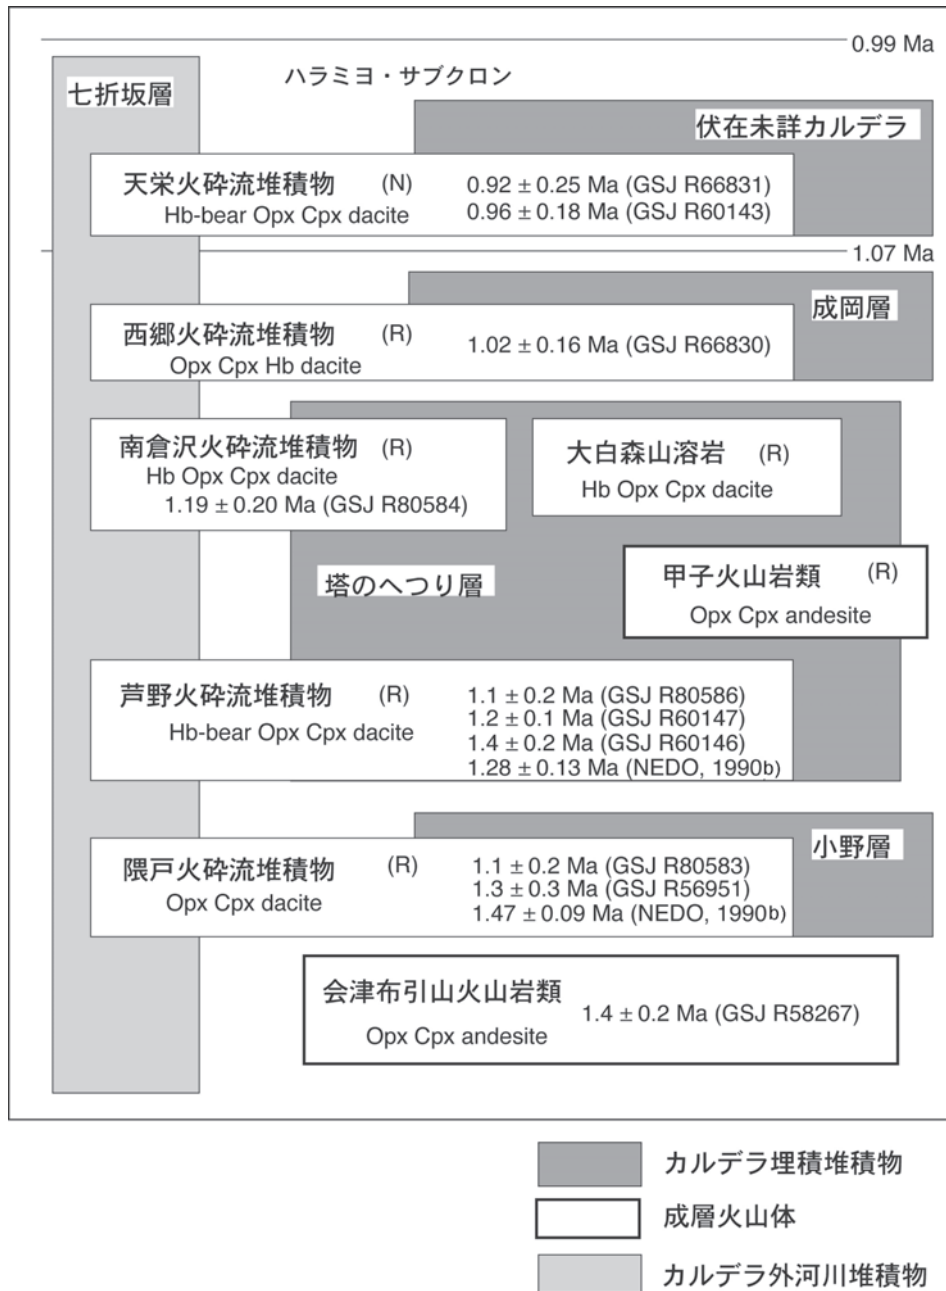 0.99 Ma
七折坂層
ハラミヨ・サブクロン
伏在未詳カルデラ
天栄火砕流堆積物 (N)
Hb-bear Opx Cpx dacite
0.92 ± 0.25 Ma (GSJ R66831)
0.96 ± 0.18 Ma (GSJ R60143)
1.07 Ma
成岡層
西郷火砕流堆積物 (R)
Opx Cpx Hb dacite
1.02 ± 0.16 Ma (GSJ R66830)
南倉沢火砕流堆積物 (R)
Hb Opx Cpx dacite
1.19 ± 0.20 Ma (GSJ R80584)
大白森山溶岩 (R)
Hb Opx Cpx dacite
塔のへつり層
甲子火山岩類 (R)
Opx Cpx andesite
芦野火砕流堆積物 (R)
Hb-bear Opx Cpx dacite
1.1 ± 0.2 Ma (GSJ R80586)
1.2 ± 0.1 Ma (GSJ R60147)
1.4 ± 0.2 Ma (GSJ R60146)
1.28 ± 0.13 Ma (NEDO, 1990b)
小野層
隈戸火砕流堆積物 (R)
Opx Cpx dacite
1.1 ± 0.2 Ma (GSJ R80583)
1.3 ± 0.3 Ma (GSJ R56951)
1.47 ± 0.09 Ma (NEDO, 1990b)
会津布引山火山岩類
Opx Cpx andesite
1.4 ± 0.2 Ma (GSJ R58267)
カルデラ埋積堆積物
成層火山体
カルデラ外河川堆積物